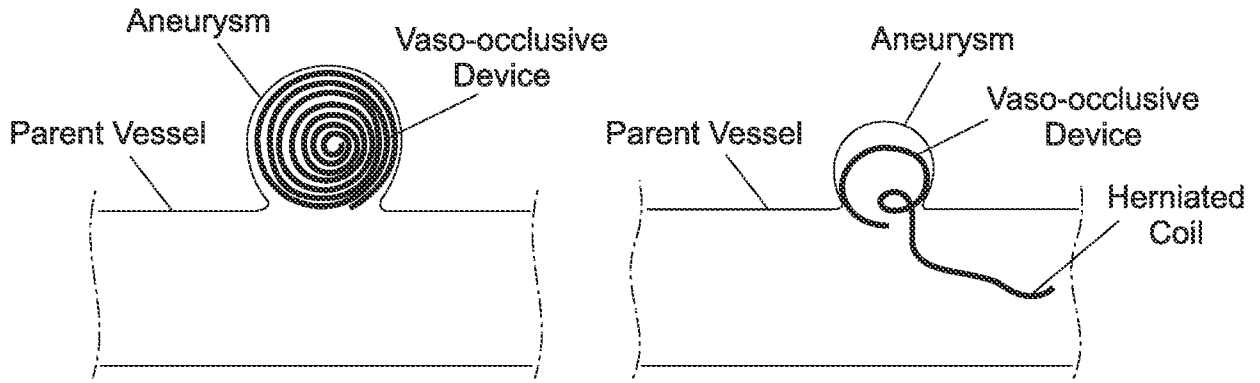 Aneurysm
Vaso-occlusive
Device
Parent Vessel
Aneurysm
Vaso-occlusive
Device
Parent Vessel
Herniated
Coil